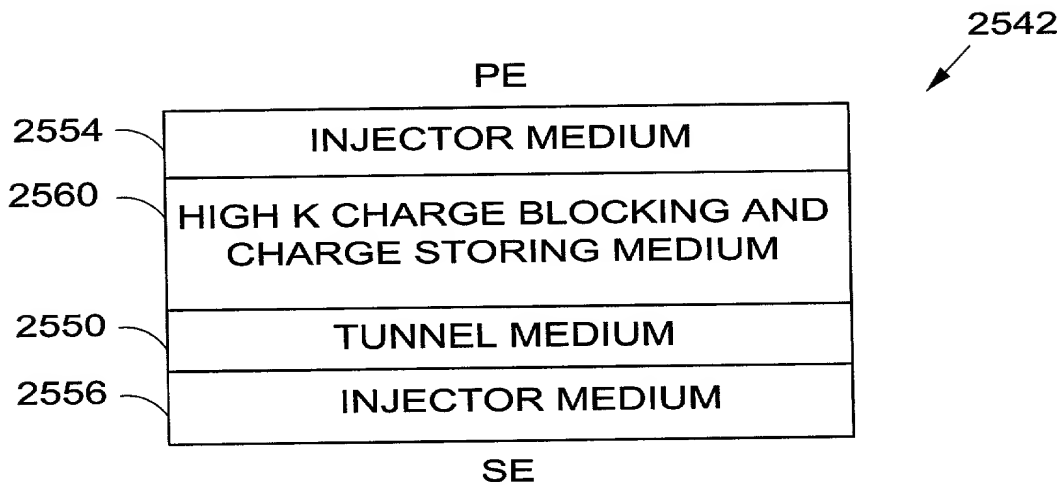 2542
PE
2554
INJECTOR MEDIUM
2560
HIGH K CHARGE BLOCKING AND
CHARGE STORING MEDIUM
2550
TUNNEL MEDIUM
2556
INJECTOR MEDIUM
SE